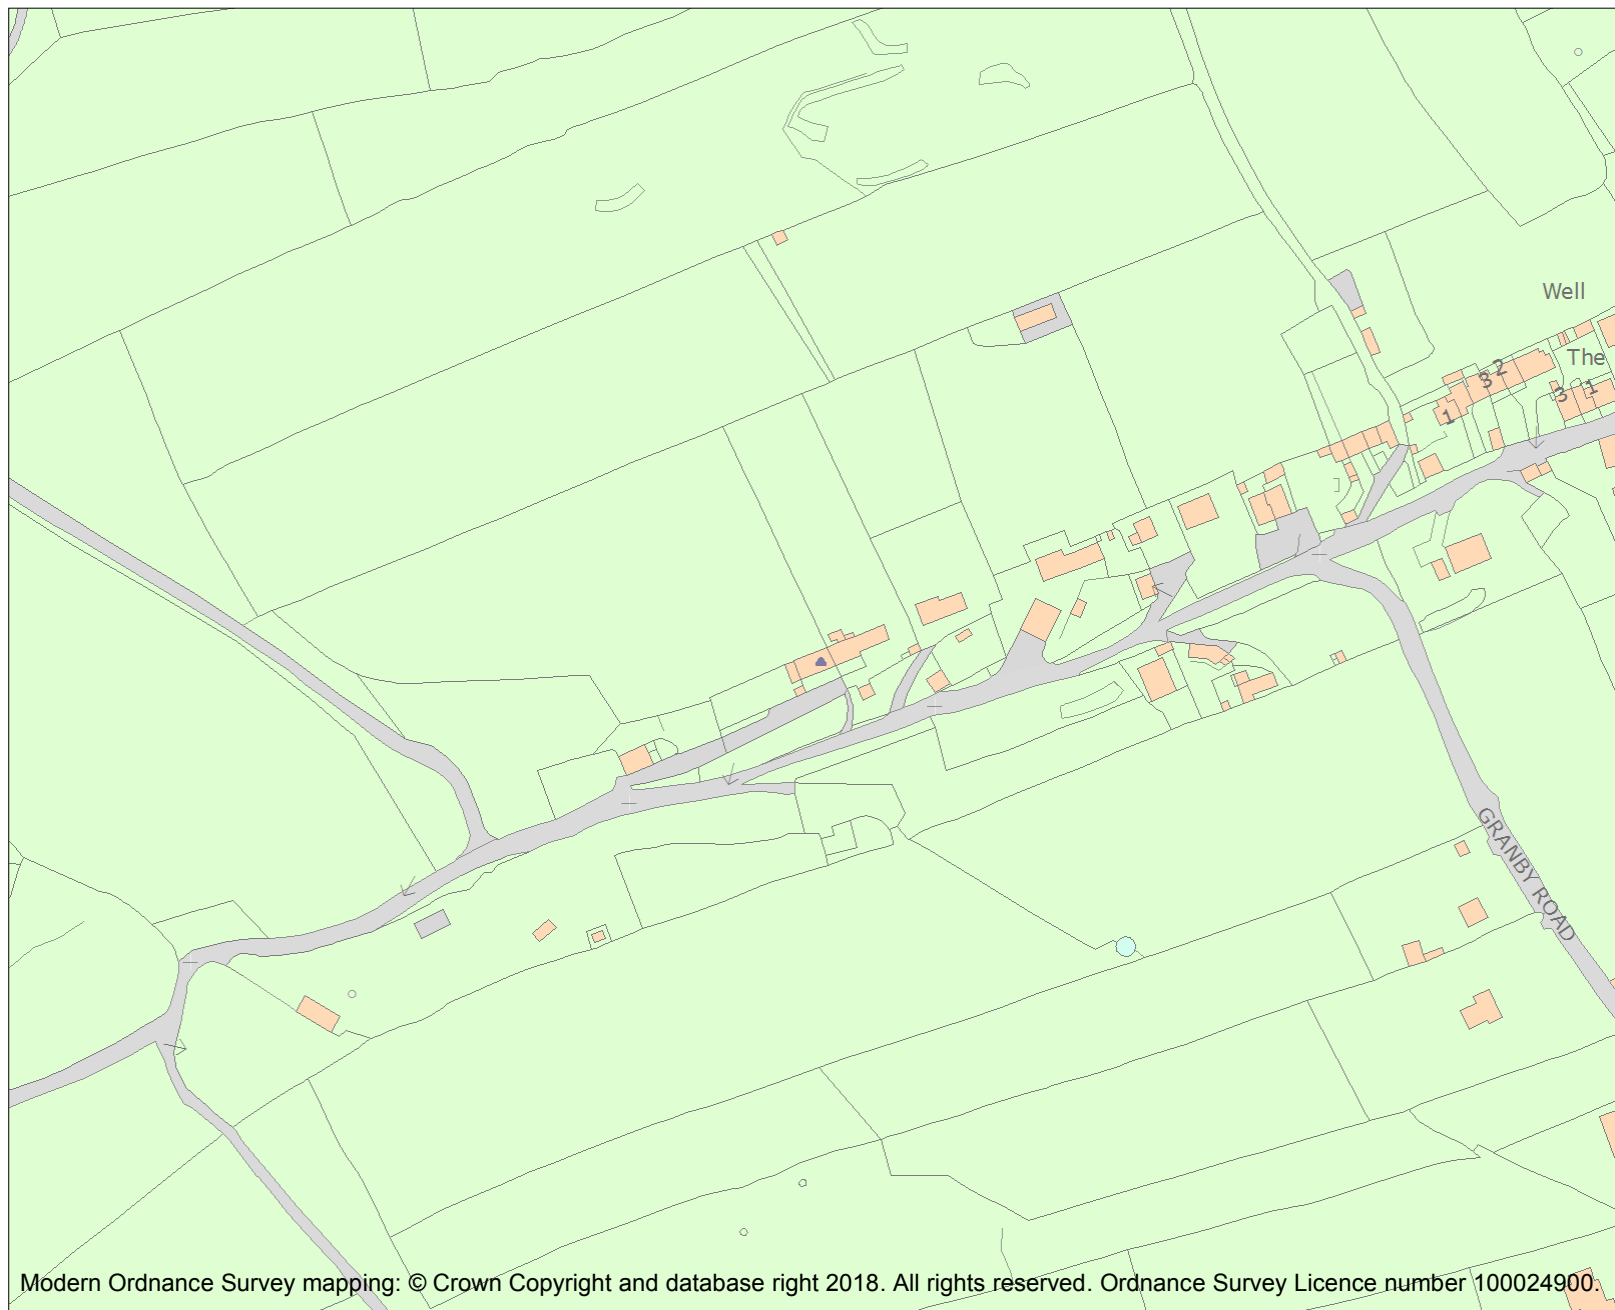 Well
The
2
3
1
3
1
GRANBY ROAD
Modern Ordnance Survey mapping: © Crown Copyright and database right 2018. All rights reserved. Ordnance Survey Licence number 100024900.